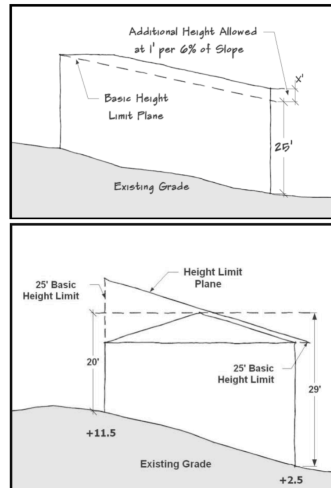 Additional Height Allowed
at 1' per 6% of Slope
X'
Basic Height
Limit Plane
25'
Existing Grade
Height Limit
Plane
25' Basic
Height Limit
20'
25' Basic
Height Limit
29'
+11.5
Existing Grade
+2.5